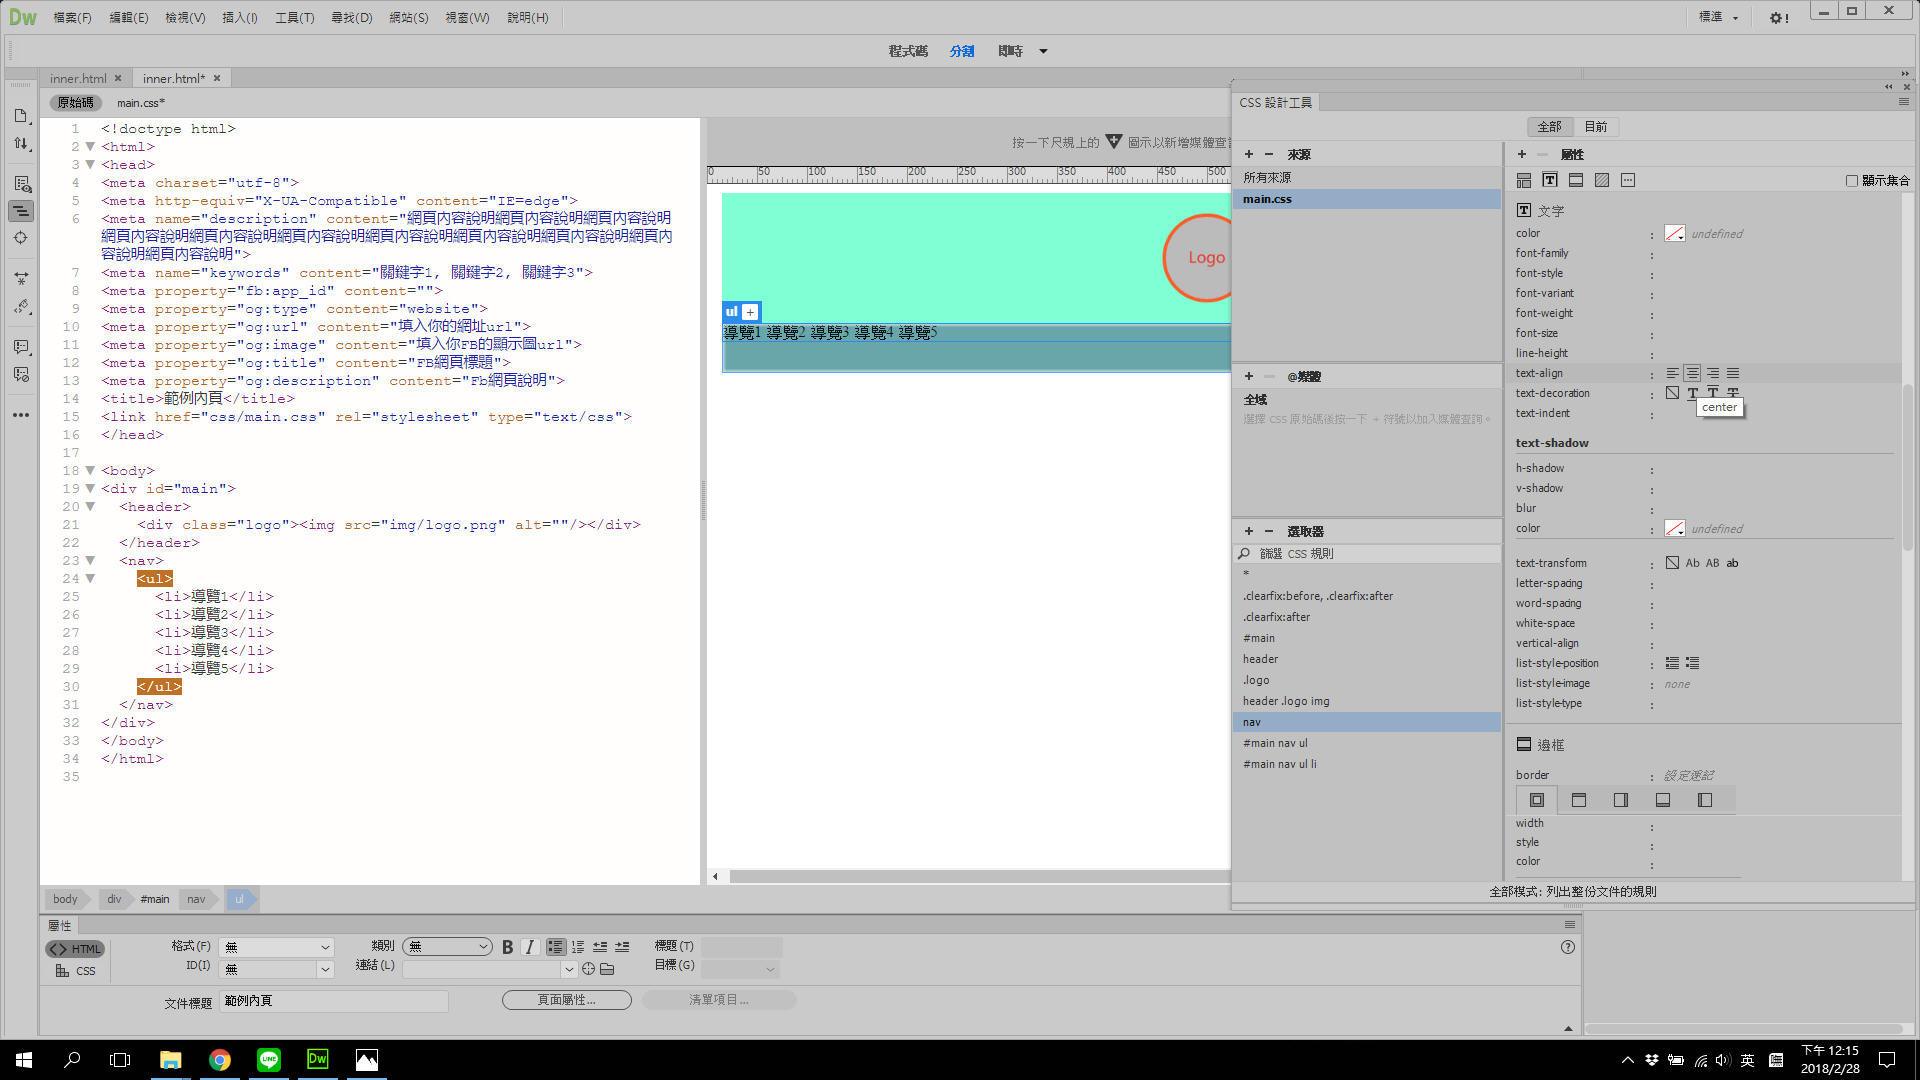 Dw 檔案(F) 編輯(E) 檢視(V) 插入(I) 工具(T) 尋找(D) 網站(S) 視窗(W) 說明(H) 標準
程式碼 分割 即時
inner.html × inner.html* ×
原始碼 main.css*
1 <!doctype html>
2 <html>
3 <head>
4 <meta charset="utf-8">
5 <meta http-equiv="X-UA-Compatible" content="IE=edge">
6 <meta name="description" content="網頁內容說明網頁內容說明網頁內容說明
網頁內容說明網頁內容說明網頁內容說明網頁內容說明網頁內容說明網頁內容說明網頁內
容說明網頁內容說明">
7 <meta name="keywords" content="關鍵字1, 關鍵字2, 關鍵字3">
8 <meta property="fb:app_id" content="">
9 <meta property="og:type" content="website">
10 <meta property="og:url" content="填入你的網址url">
11 <meta property="og:image" content="填入你FB的顯示圖url">
12 <meta property="og:title" content="FB網頁標題">
13 <meta property="og:description" content="Fb網頁說明">
14 <title>範例內頁</title>
15 <link href="css/main.css" rel="stylesheet" type="text/css">
16 </head>
17
18 <body>
19 <div id="main">
20 <header>
21 <div class="logo"><img src="img/logo.png" alt=""/></div>
22 </header>
23 <nav>
24 <ul>
25 <li>導覽1</li>
26 <li>導覽2</li>
27 <li>導覽3</li>
28 <li>導覽4</li>
29 <li>導覽5</li>
30 </ul>
31 </nav>
32 </div>
33 </body>
34 </html>
35
按一下尺規上的 圖示以新增媒體查
0 50 100 150 200 250 300 350 400 450 500
Logo
ul +
導覽1 導覽2 導覽3 導覽4 導覽5
CSS 設計工具
全部 目前
+ − 來源
所有來源
main.css
+ − @媒體
全域
選擇 CSS 原始碼後按一下 + 符號以加入媒體查詢。
+ − 選取器
篩選 CSS 規則
*
.clearfix:before, .clearfix:after
.clearfix:after
#main
header
.logo
header .logo img
nav
#main nav ul
#main nav ul li
+ − 屬性
顯示集合
T 文字
color : undefined
font-family :
font-style :
font-variant :
font-weight :
font-size :
line-height :
text-align :
text-decoration :
center
text-indent :
text-shadow
h-shadow :
v-shadow :
blur :
color : undefined
text-transform : Ab AB ab
letter-spacing :
word-spacing :
white-space :
vertical-align :
list-style-position :
list-style-image : none
list-style-type :
邊框
border : 設定速記
width :
style :
color :
全部模式: 列出整份文件的規則
body div #main nav ul
屬性
<> HTML 格式(F) 無 類別 無 B I 標題(T)
CSS ID(I) 無 連結(L) 目標(G)
文件標題 範例內頁 頁面屬性... 清單項目...
Dw 英
下午 12:15
2018/2/28